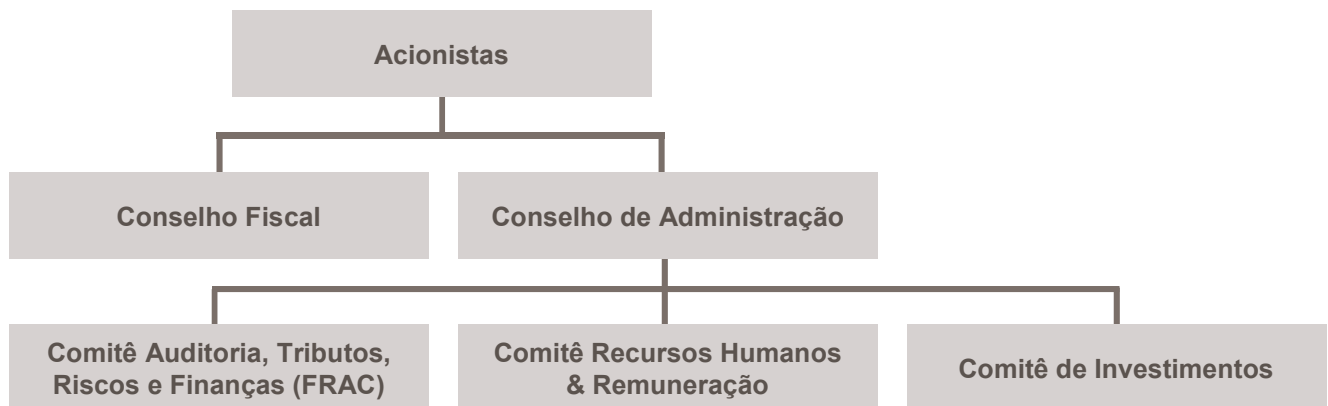 Acionistas
Conselho Fiscal
Conselho de Administração
Comitê Auditoria, Tributos,
Riscos e Finanças (FRAC)
Comitê Recursos Humanos
& Remuneração
Comitê de Investimentos